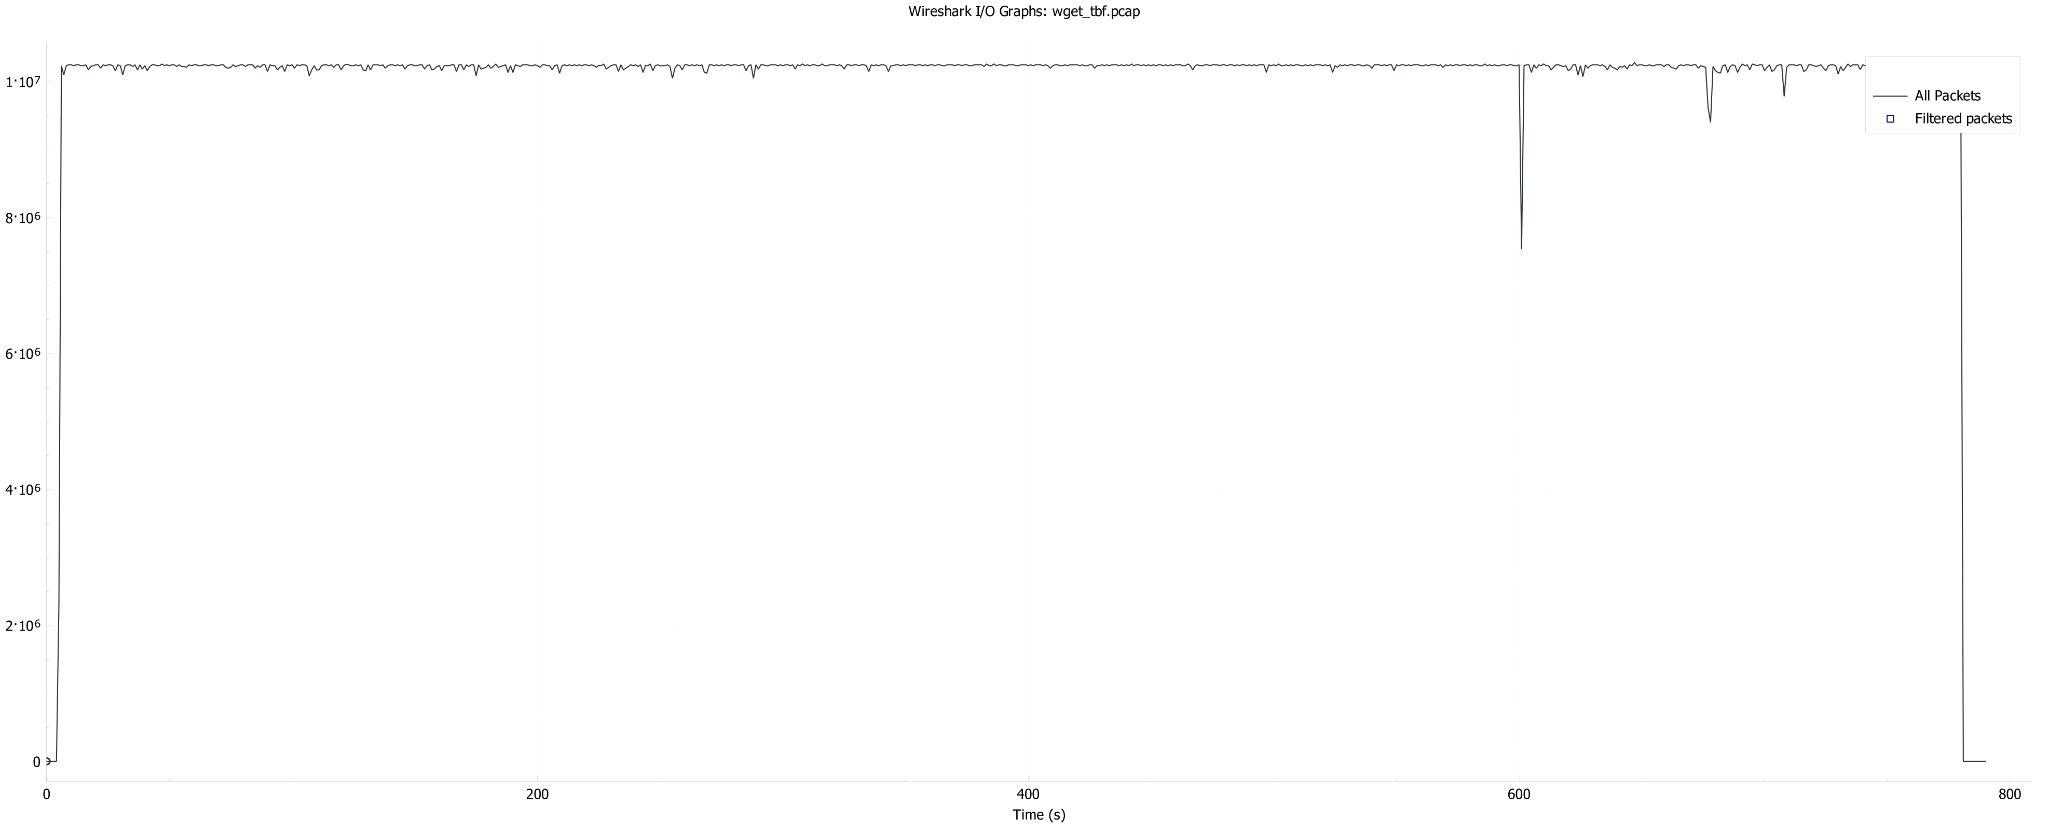 Wireshark I/O Graphs: wget_tbf.pcap
1·10⁷
8·10⁶
6·10⁶
4·10⁶
2·10⁶
0
All Packets
Filtered packets
0 200 400 600 800
Time (s)